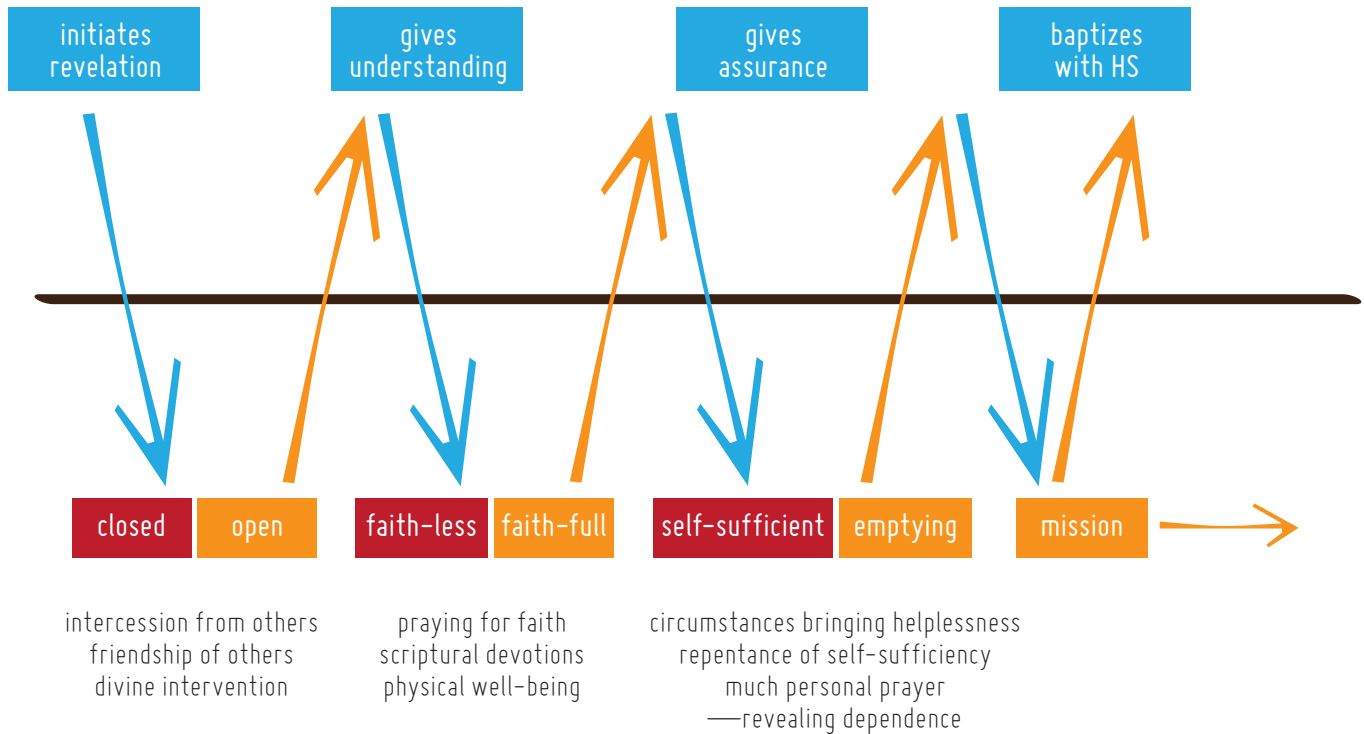 initiates
revelation
gives
understanding
gives
assurance
baptizes
with HS
closed
open
faith-less
faith-full
self-sufficient
emptying
mission
intercession from others
friendship of others
divine intervention
praying for faith
scriptural devotions
physical well-being
circumstances bringing helplessness
repentance of self-sufficiency
much personal prayer
—revealing dependence